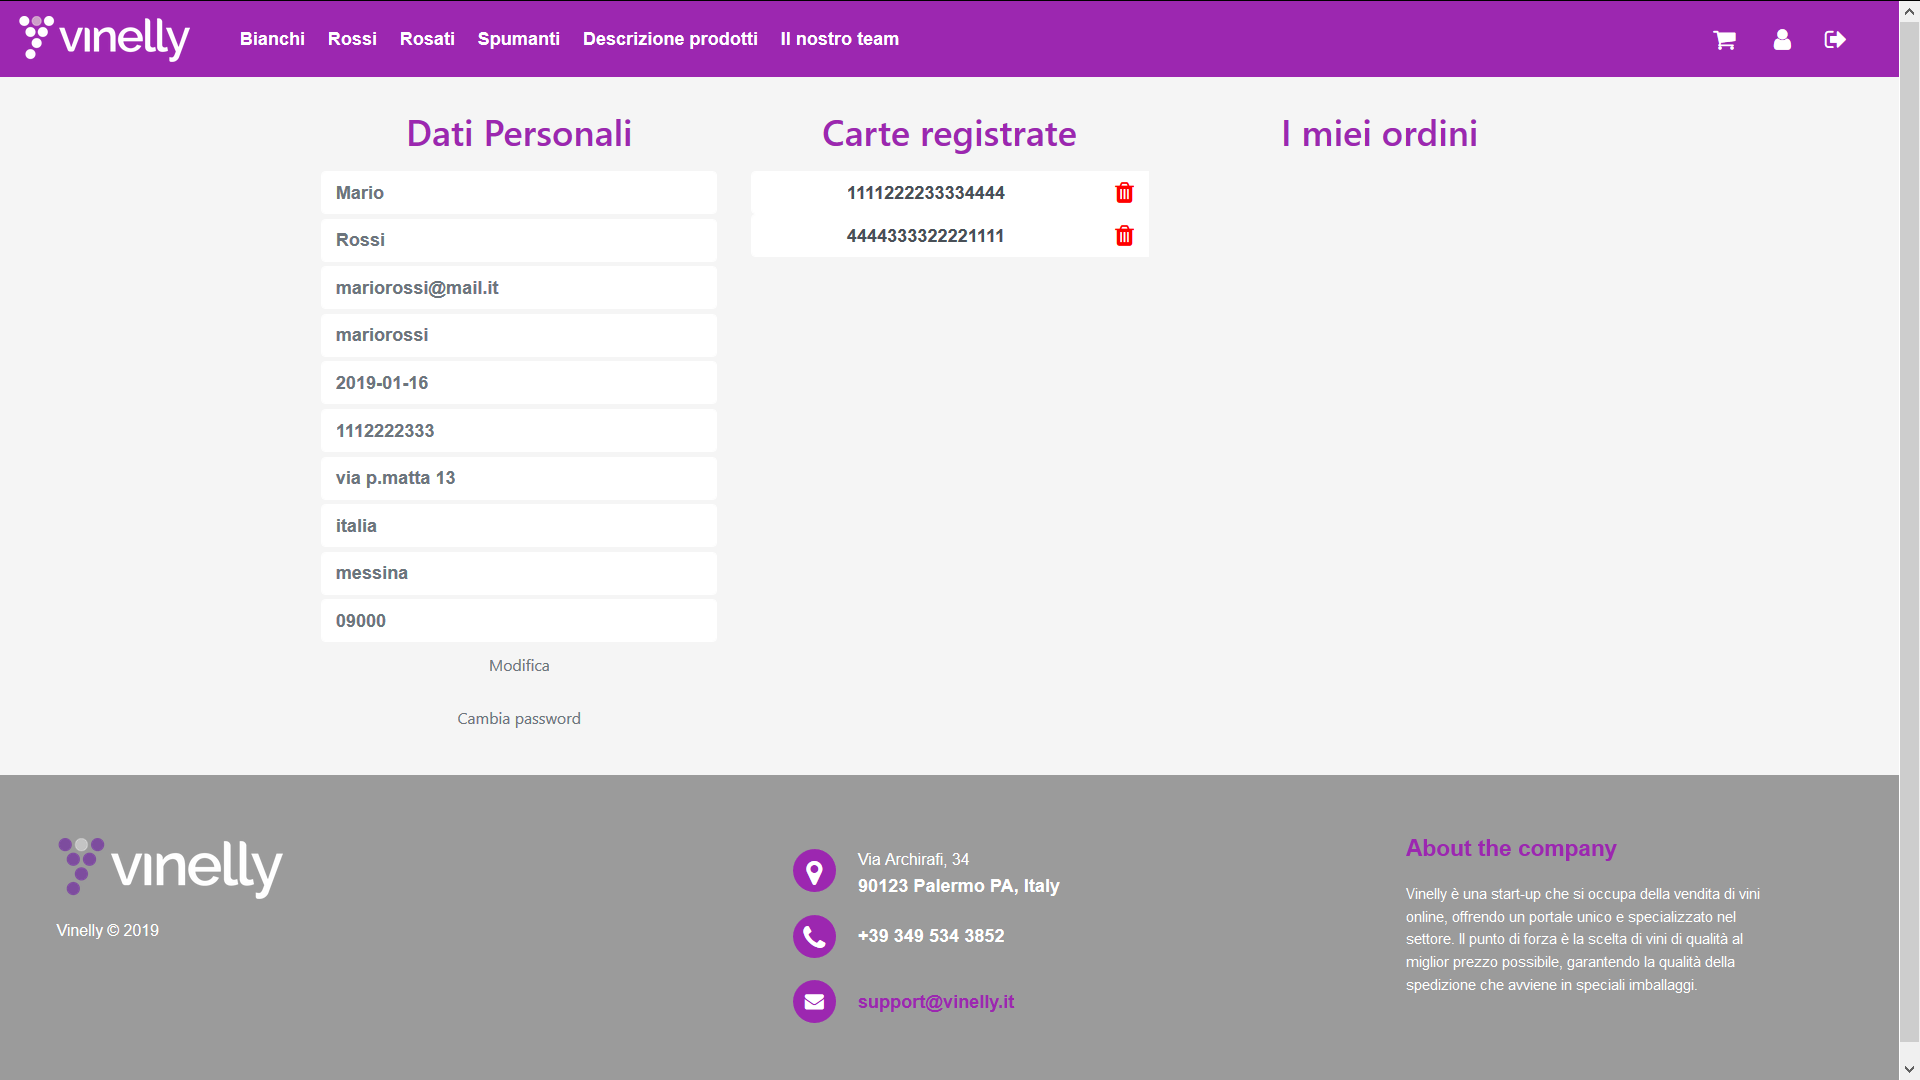 vinelly
Bianchi Rossi Rosati Spumanti Descrizione prodotti Il nostro team
Dati Personali
Mario
Rossi
mariorossi@mail.it
mariorossi
2019-01-16
1112222333
via p.matta 13
italia
messina
09000
Modifica
Cambia password
Carte registrate
1111222233334444
4444333322221111
I miei ordini
vinelly
Vinelly © 2019
Via Archirafi, 34
90123 Palermo PA, Italy
+39 349 534 3852
support@vinelly.it
About the company
Vinelly è una start-up che si occupa della vendita di vini
online, offrendo un portale unico e specializzato nel
settore. Il punto di forza è la scelta di vini di qualità al
miglior prezzo possibile, garantendo la qualità della
spedizione che avviene in speciali imballaggi.